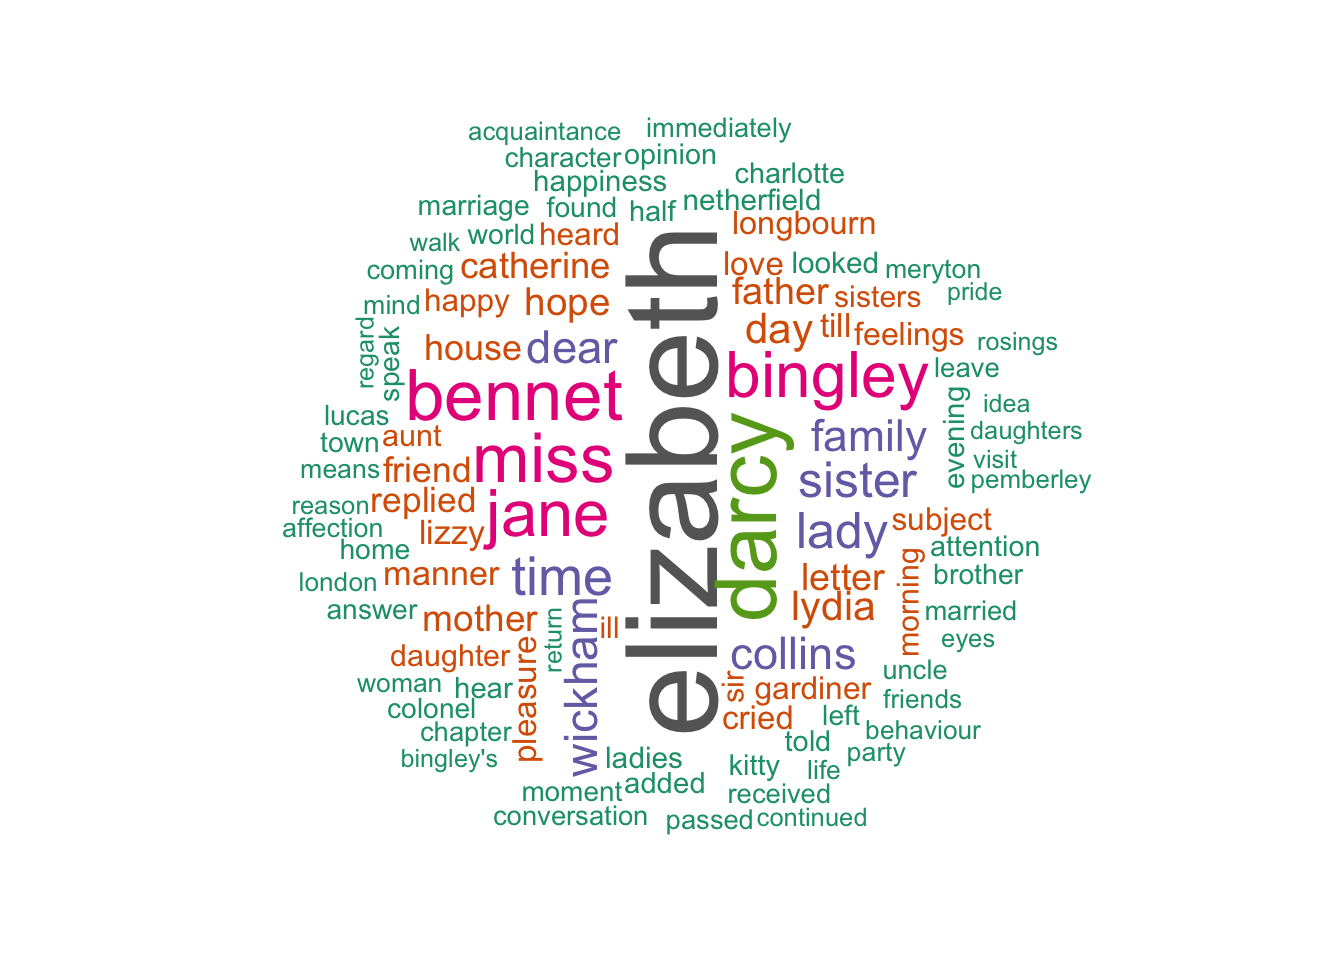 acquaintance immediately
character opinion
happiness charlotte
marriage found half netherfield
walk world heard longbourn
coming catherine love looked meryton
mind happy hope father sisters pride
regard speak house dear day till feelings rosings
bennet elizabeth bingley leave
lucas evening idea
town aunt miss darcy family daughters
means friend sister visit
reason replied jane pemberley
affection lizzy lady subject
home attention
london manner time letter morning brother
answer mother ill lydia married
daughter pleasure return wickham collins eyes
woman hear sir gardiner uncle
colonel cried left friends
chapter told behaviour
bingley's ladies kitty life party
moment added received
conversation passed continued